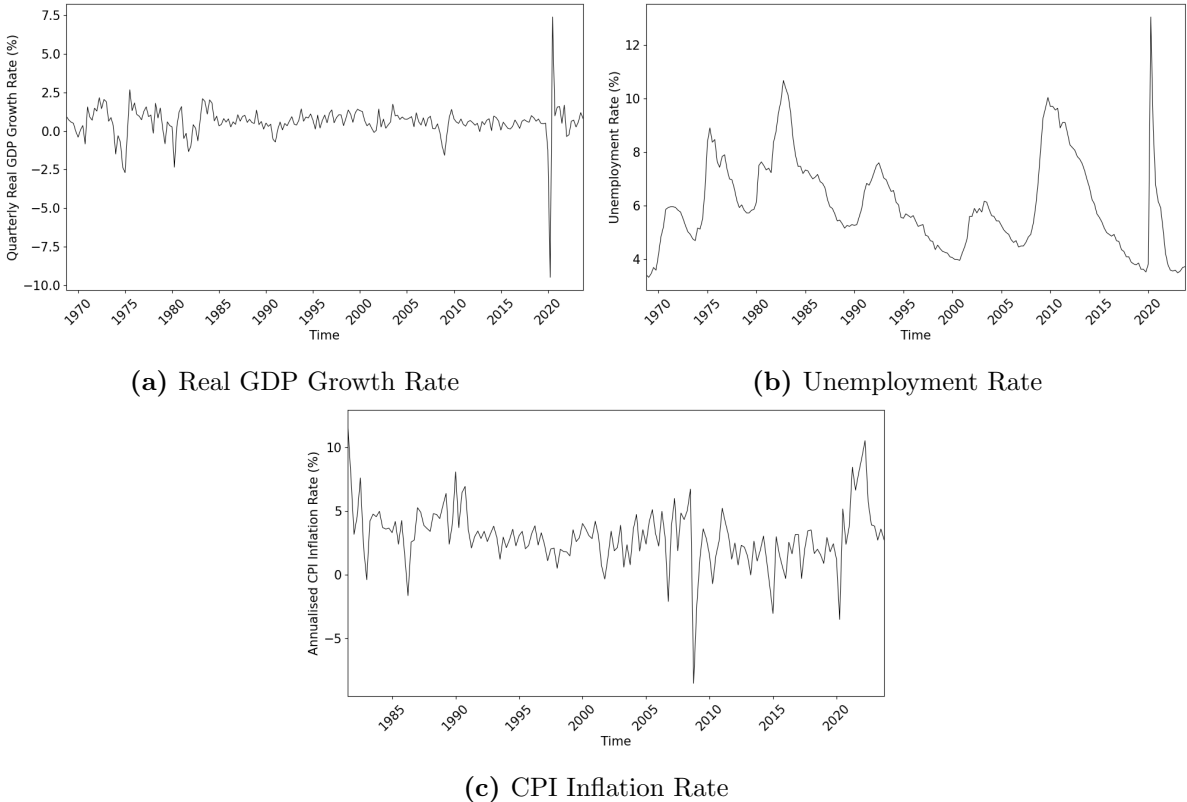 7.5
5.0
2.5
0.0
−2.5
−5.0
−7.5
−10.0
Quarterly Real GDP Growth Rate (%)
1970 1975 1980 1985 1990 1995 2000 2005 2010 2015 2020
Time
(a) Real GDP Growth Rate
12
10
8
6
4
Unemployment Rate (%)
1970 1975 1980 1985 1990 1995 2000 2005 2010 2015 2020
Time
(b) Unemployment Rate
10
5
0
−5
Annualised CPI Inflation Rate (%)
1985 1990 1995 2000 2005 2010 2015 2020
Time
(c) CPI Inflation Rate